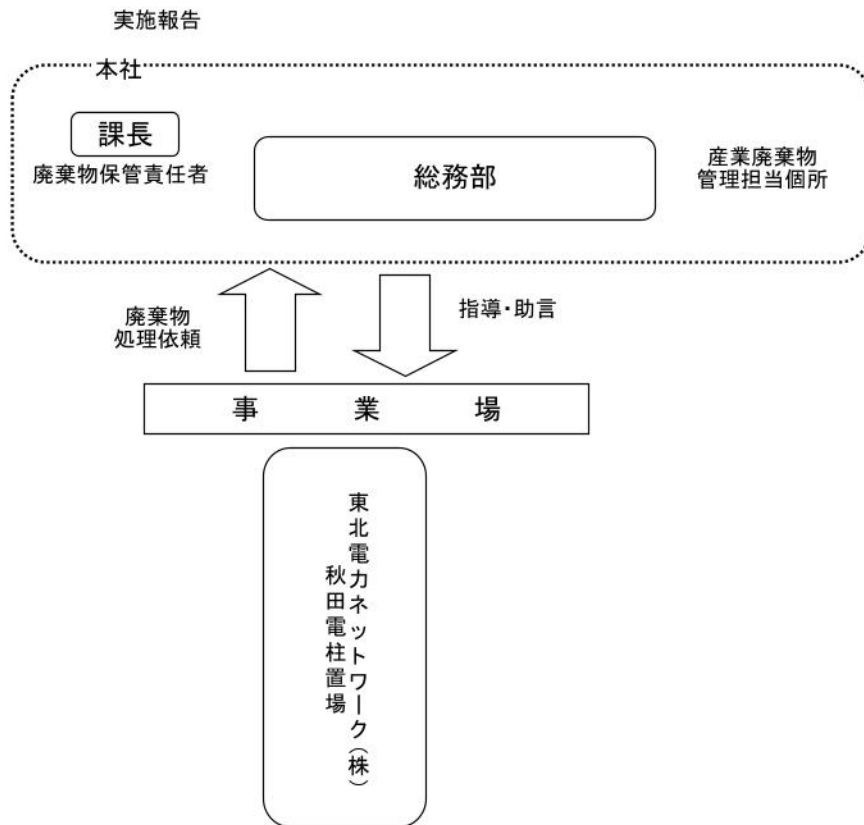 実施報告
本社
課長
廃棄物保管責任者
総務部
産業廃棄物
管理担当個所
廃棄物
処理依頼
指導・助言
事業場
東北電力ネットワーク(株)
秋田電柱置場